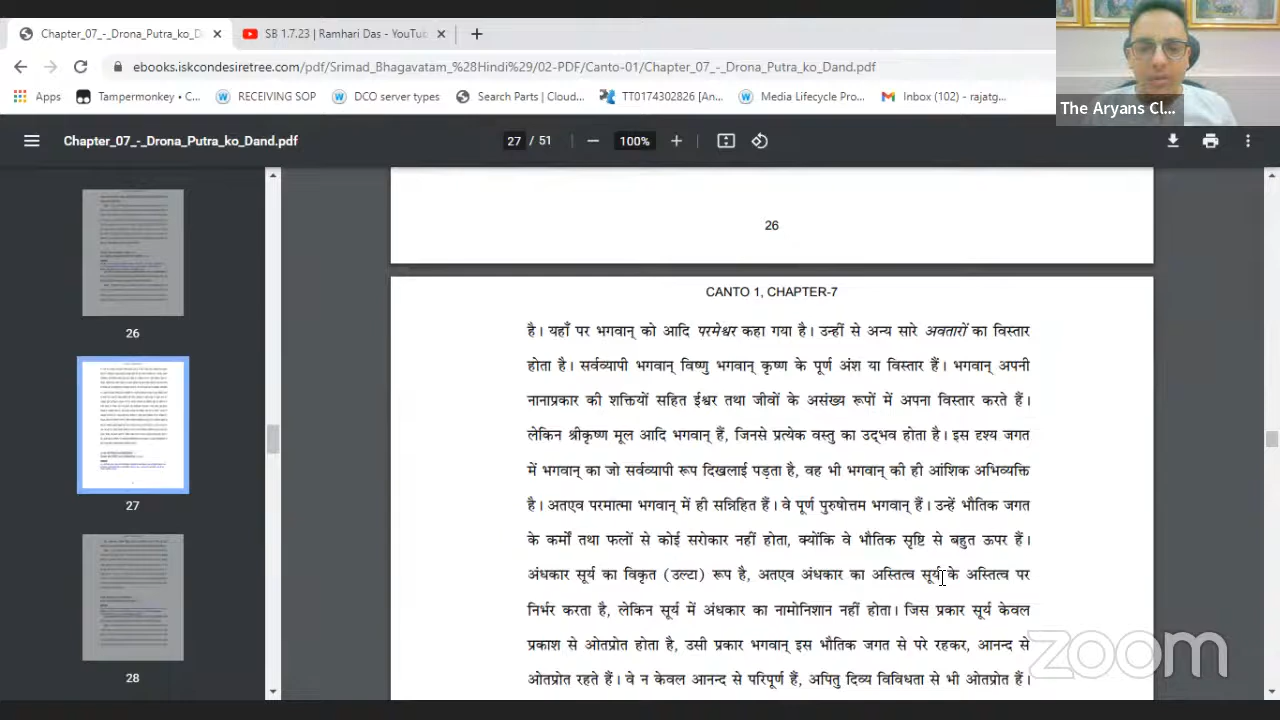 Chapter_07_-_Drona_Putra_ko_D
SB 1.7.23 | Ramhari Das - YouTub
ebooks.iskcondesiretree.com/pdf/Srimad_Bhagavatam_%28Hindi%29/02-PDF/Canto-01/Chapter_07_-_Drona_Putra_ko_Dand.pdf
Apps
Tampermonkey - C...
RECEIVING SOP
DCO server types
Search Parts | Cloud...
TT0174302826 [An...
Media Lifecycle Pro...
Inbox (102) - rajatg...
The Aryans Cl...
Chapter_07_-_Drona_Putra_ko_Dand.pdf
27 / 51
100%
26
27
28
26
CANTO 1, CHAPTER-7
है। यहाँ पर भगवान् को आदि परमेश्वर कहा गया है। उन्हीं से अन्य सारे अवतारों का विस्तार
होता है। सर्वव्यापी भगवान् विष्णु भगवान् कृष्ण के पूर्ण अंश या विस्तार हैं। भगवान् अपनी
नाना प्रकार की शक्तियों सहित ईश्वर तथा जीवों के असंख्य रूपों में अपना विस्तार करते हैं।
लेकिन श्रीकृष्ण मूल आदि भगवान् हैं, जिनसे प्रत्येक वस्तु का उद्भव होता है। इस दृश्य जगत
में भगवान् का जो सर्वव्यापी रूप दिखलाई पड़ता है, वह भी भगवान् की ही आंशिक अभिव्यक्ति
है। अतएव परमात्मा भगवान् में ही सन्निहित हैं। वे पूर्ण पुरुषोत्तम भगवान् हैं। उन्हें भौतिक जगत
के कर्मों तथा फलों से कोई सरोकार नहीं होता, क्योंकि वे भौतिक सृष्टि से बहुत ऊपर हैं।
अंधकार सूर्य का विकृत (उल्टा) रूप है, अतएव अंधकार का अस्तित्व सूर्य के अस्तित्व पर
निर्भर करता है, लेकिन सूर्य में अंधकार का नामोनिशान नहीं होता। जिस प्रकार सूर्य केवल
प्रकाश से ओतप्रोत होता है, उसी प्रकार भगवान् इस भौतिक जगत से परे रहकर, आनन्द से
ओतप्रोत रहते हैं। वे न केवल आनन्द से परिपूर्ण हैं, अपितु दिव्य विविधता से भी ओतप्रोत हैं।
zoom